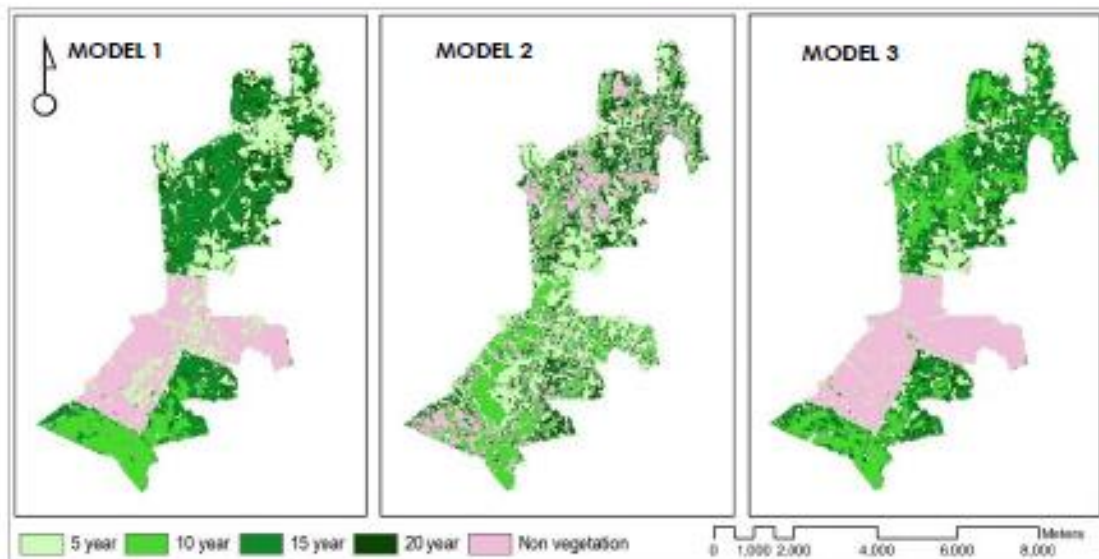 MODEL 1
MODEL 2
MODEL 3
5 year 10 year 15 year 20 year Non vegetation
Meters
0 1,000 2,000 4,000 6,000 8,000